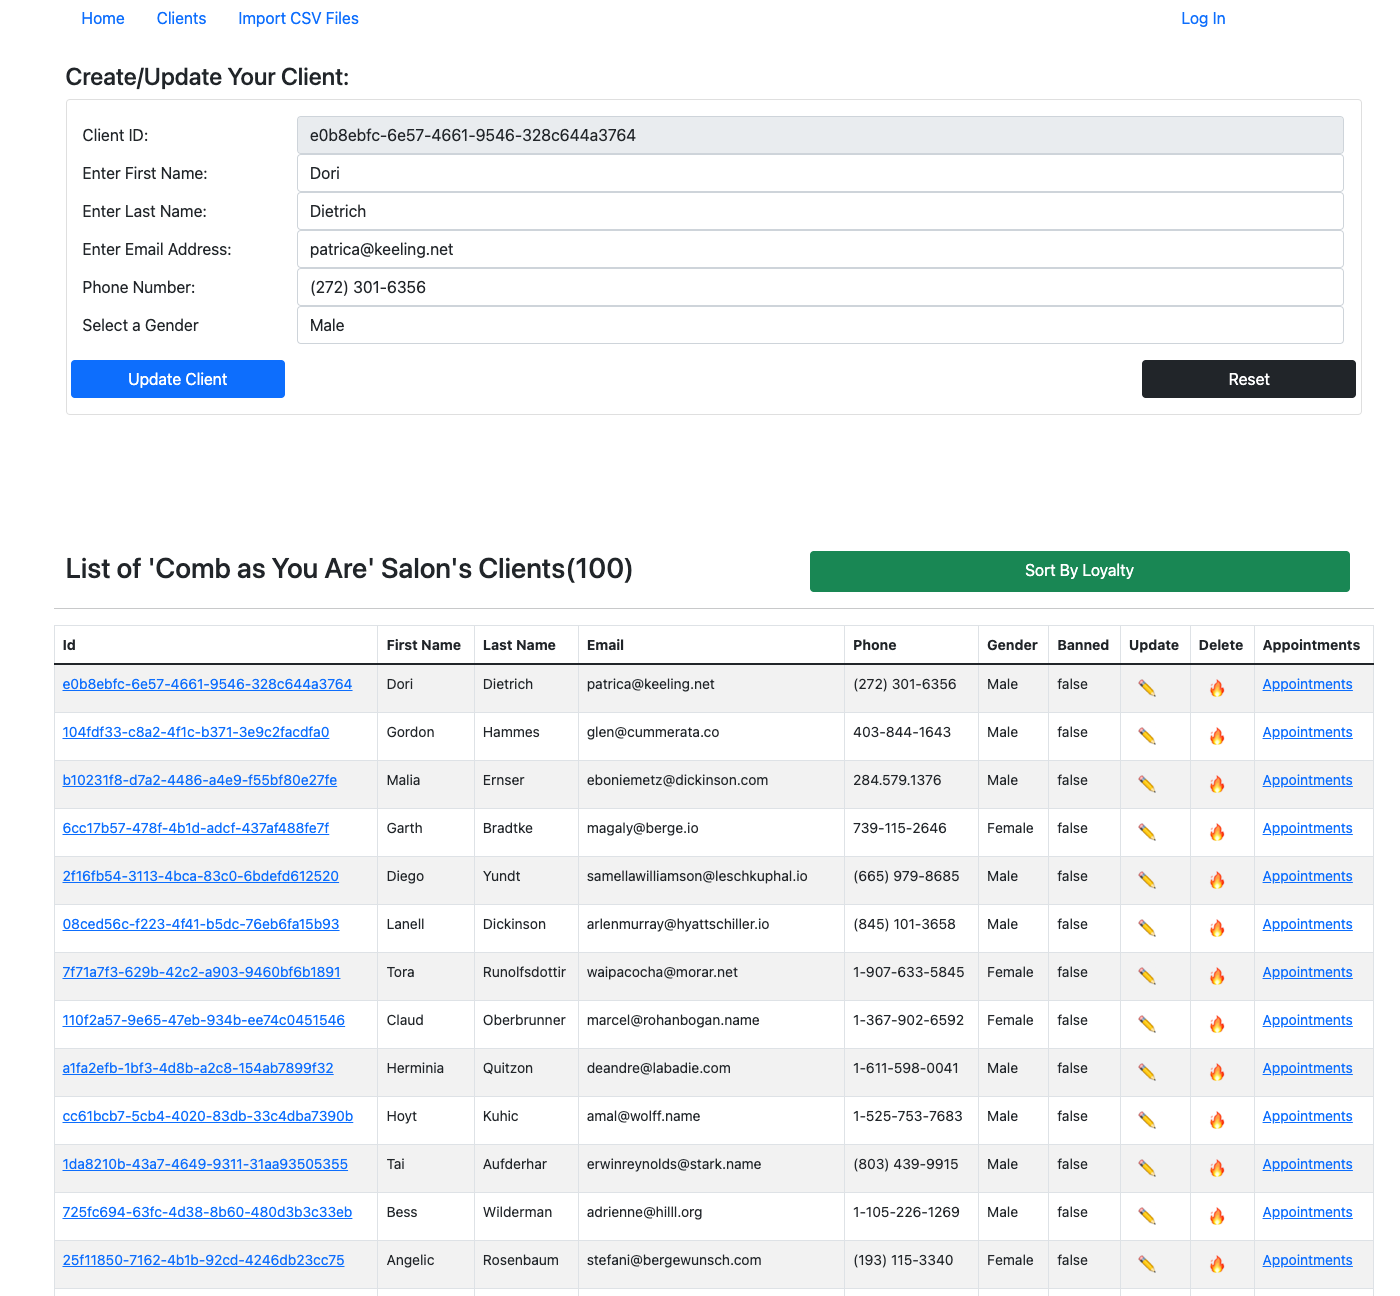 Home Clients Import CSV Files Log In
Create/Update Your Client:
Client ID: e0b8ebfc-6e57-4661-9546-328c644a3764
Enter First Name: Dori
Enter Last Name: Dietrich
Enter Email Address: patrica@keeling.net
Phone Number: (272) 301-6356
Select a Gender Male
Update Client Reset
List of 'Comb as You Are' Salon's Clients(100) Sort By Loyalty
Id First Name Last Name Email Phone Gender Banned Update Delete Appointments
e0b8ebfc-6e57-4661-9546-328c644a3764 Dori Dietrich patrica@keeling.net (272) 301-6356 Male false Appointments
104fdf33-c8a2-4f1c-b371-3e9c2facdfa0 Gordon Hammes glen@cummerata.co 403-844-1643 Male false Appointments
b10231f8-d7a2-4486-a4e9-f55bf80e27fe Malia Ernser eboniemetz@dickinson.com 284.579.1376 Male false Appointments
6cc17b57-478f-4b1d-adcf-437af488fe7f Garth Bradtke magaly@berge.io 739-115-2646 Female false Appointments
2f16fb54-3113-4bca-83c0-6bdefd612520 Diego Yundt samellawilliamson@leschkuphal.io (665) 979-8685 Male false Appointments
08ced56c-f223-4f41-b5dc-76eb6fa15b93 Lanell Dickinson arlenmurray@hyattschiller.io (845) 101-3658 Male false Appointments
7f71a7f3-629b-42c2-a903-9460bf6b1891 Tora Runolfsdottir waipacocha@morar.net 1-907-633-5845 Female false Appointments
110f2a57-9e65-47eb-934b-ee74c0451546 Claud Oberbrunner marcel@rohanbogan.name 1-367-902-6592 Female false Appointments
a1fa2efb-1bf3-4d8b-a2c8-154ab7899f32 Herminia Quitzon deandre@labadie.com 1-611-598-0041 Male false Appointments
cc61bcb7-5cb4-4020-83db-33c4dba7390b Hoyt Kuhic amal@wolff.name 1-525-753-7683 Male false Appointments
1da8210b-43a7-4649-9311-31aa93505355 Tai Aufderhar erwinreynolds@stark.name (803) 439-9915 Male false Appointments
725fc694-63fc-4d38-8b60-480d3b3c33eb Bess Wilderman adrienne@hilll.org 1-105-226-1269 Male false Appointments
25f11850-7162-4b1b-92cd-4246db23cc75 Angelic Rosenbaum stefani@bergewunsch.com (193) 115-3340 Female false Appointments